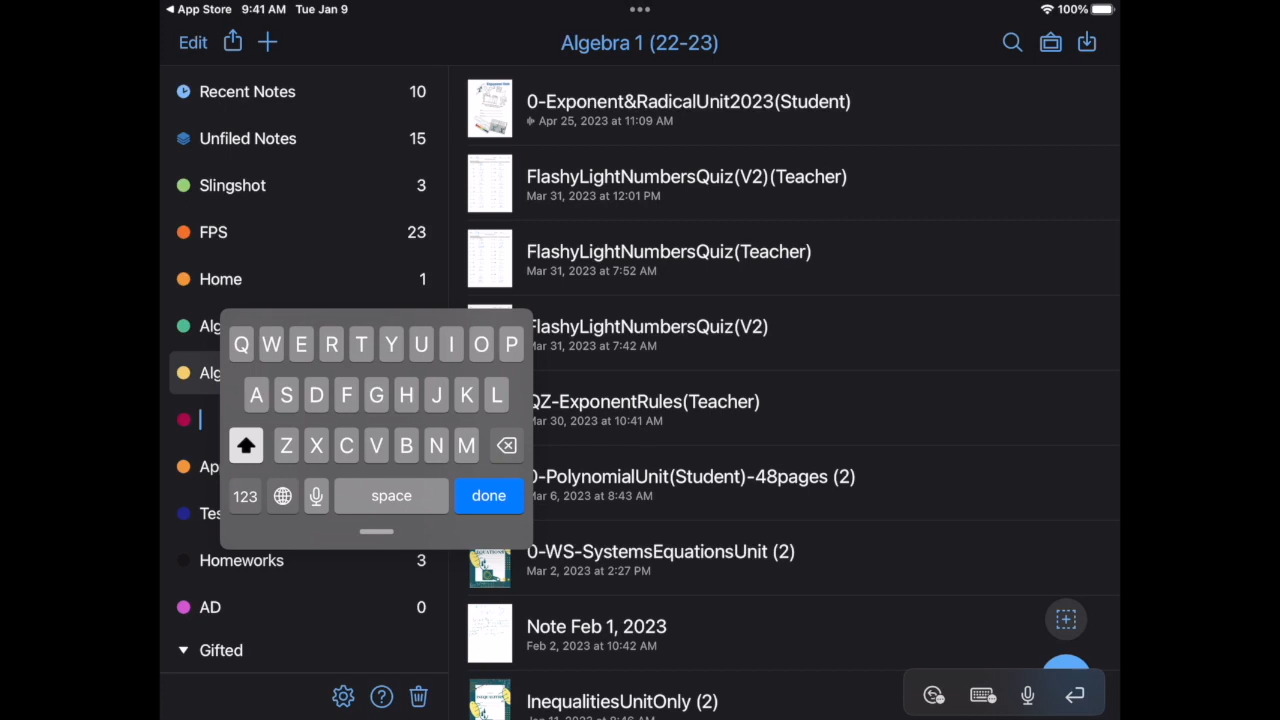 App Store 9:41 AM Tue Jan 9
100%
Edit
Algebra 1 (22-23)
Recent Notes 10
Unfiled Notes 15
Slingshot 3
FPS 23
Home 1
Alg
Alg
Ap
Tes
Homeworks 3
AD 0
Gifted
0-Exponent&RadicalUnit2023(Student)
Apr 25, 2023 at 11:09 AM
FlashyLightNumbersQuiz(V2)(Teacher)
Mar 31, 2023 at 12:01 PM
FlashyLightNumbersQuiz(Teacher)
Mar 31, 2023 at 7:52 AM
FlashyLightNumbersQuiz(V2)
Mar 31, 2023 at 7:42 AM
QZ-ExponentRules(Teacher)
Mar 30, 2023 at 10:41 AM
0-PolynomialUnit(Student)-48pages (2)
Mar 6, 2023 at 8:43 AM
0-WS-SystemsEquationsUnit (2)
Mar 2, 2023 at 2:27 PM
Note Feb 1, 2023
Feb 2, 2023 at 10:42 AM
InequalitiesUnitOnly (2)
Q W E R T Y U I O P
A S D F G H J K L
Z X C V B N M
123 space done